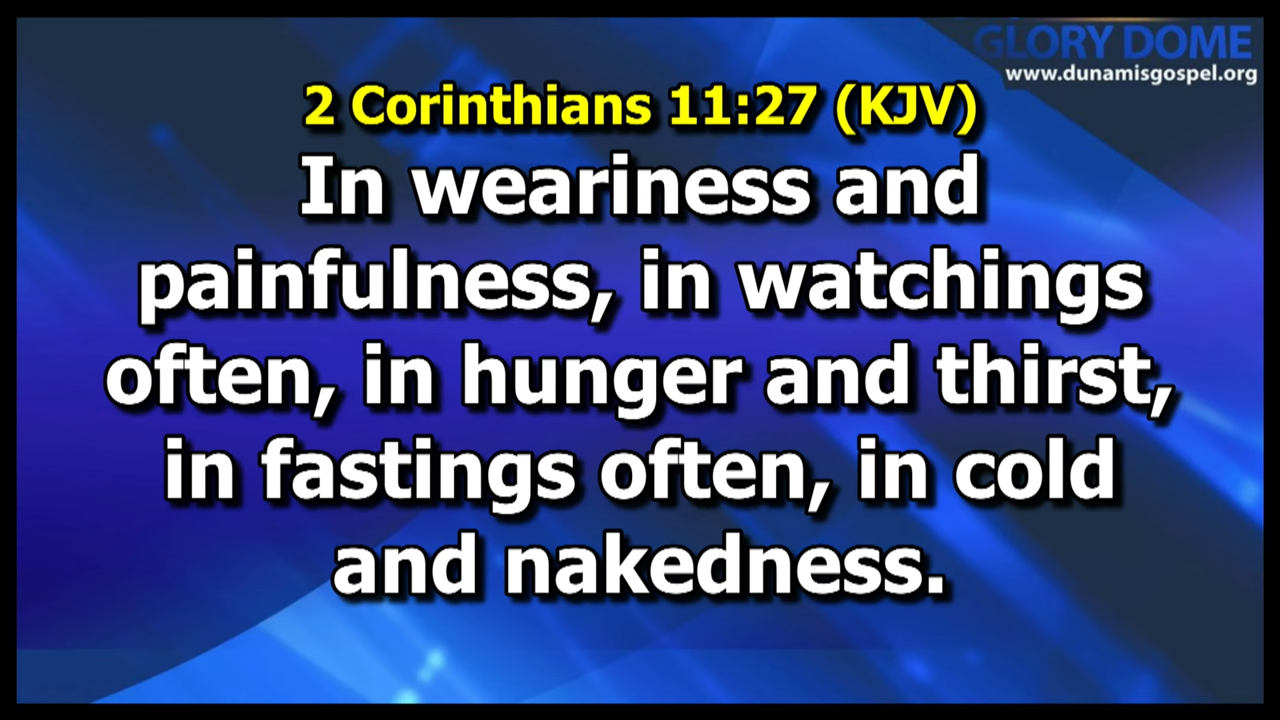 GLORY DOME
www.dunamisgospel.org
2 Corinthians 11:27 (KJV)
In weariness and
painfulness, in watchings
often, in hunger and thirst,
in fastings often, in cold
and nakedness.